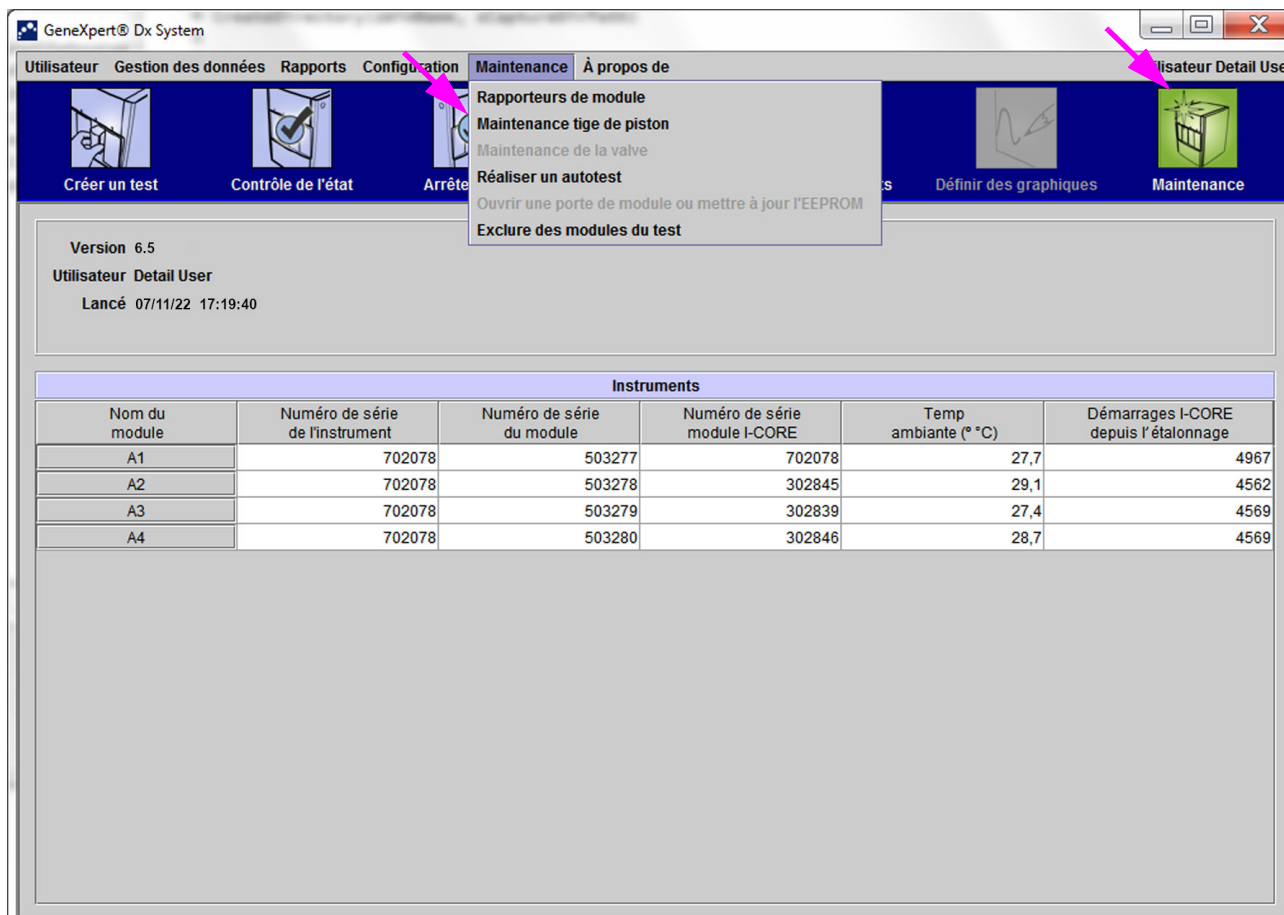 GeneXpert® Dx System
Utilisateur Gestion des données Rapports Configuration Maintenance À propos de Detail Use
Rapporteurs de module
Maintenance tige de piston
Maintenance de la valve
Réaliser un autotest
Ouvrir une porte de module ou mettre à jour l'EEPROM
Exclure des modules du test
Créer un test Contrôle de l'état Définir des graphiques Maintenance
Version 6.5
Utilisateur Detail User
Lancé 07/11/22 17:19:40
Instruments
Nom du Numéro de série Numéro de série Numéro de série Temp Démarrages I-CORE
module de l'instrument du module module I-CORE ambiante (° °C) depuis l'étalonnage
A1 702078 503277 702078 27,7 4967
A2 702078 503278 302845 29,1 4562
A3 702078 503279 302839 27,4 4569
A4 702078 503280 302846 28,7 4569